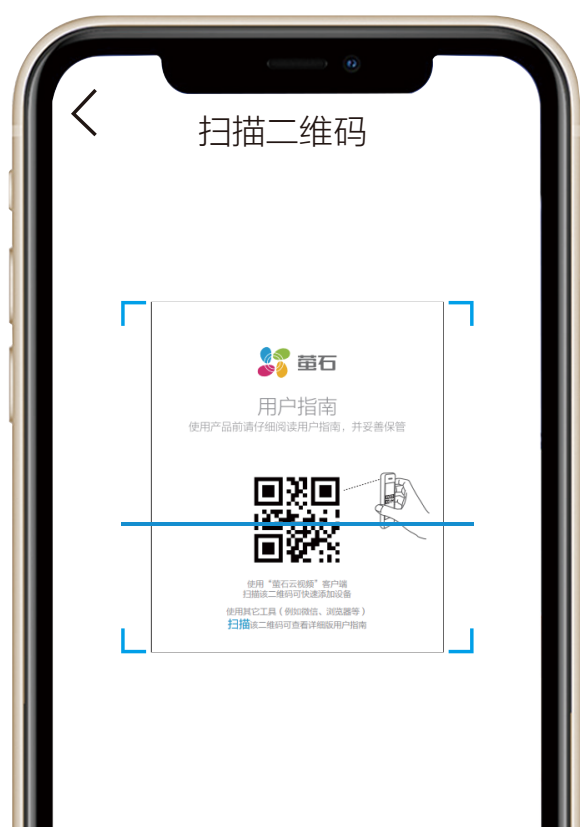 扫描二维码
萤石
用户指南
使用产品前请仔细阅读用户指南，并妥善保管
使用“萤石云视频”客户端
扫描该二维码可快速添加设备
使用其它工具（例如微信、浏览器等）
扫描该二维码可查看详细版用户指南